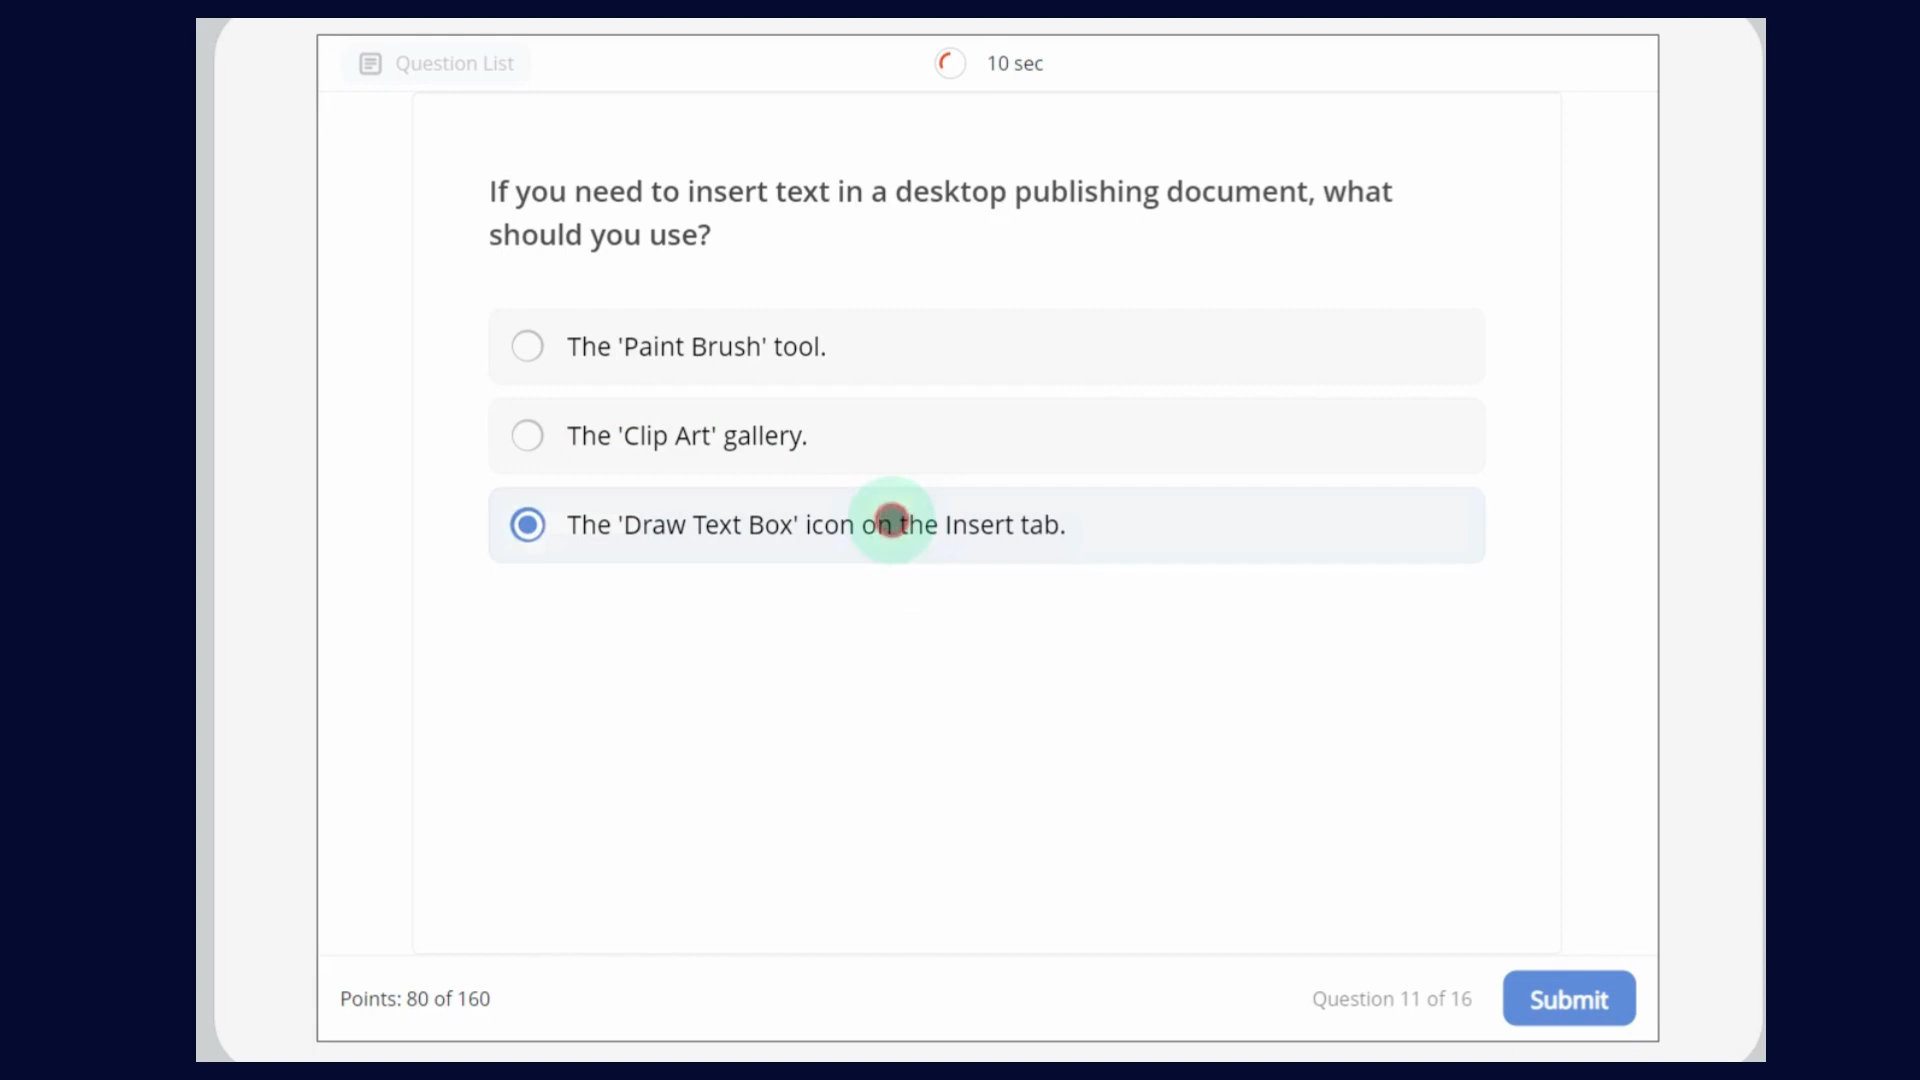 Question List
10 sec
If you need to insert text in a desktop publishing document, what
should you use?
The 'Paint Brush' tool.
The 'Clip Art' gallery.
The 'Draw Text Box' icon on the Insert tab.
Points: 80 of 160
Question 11 of 16
Submit